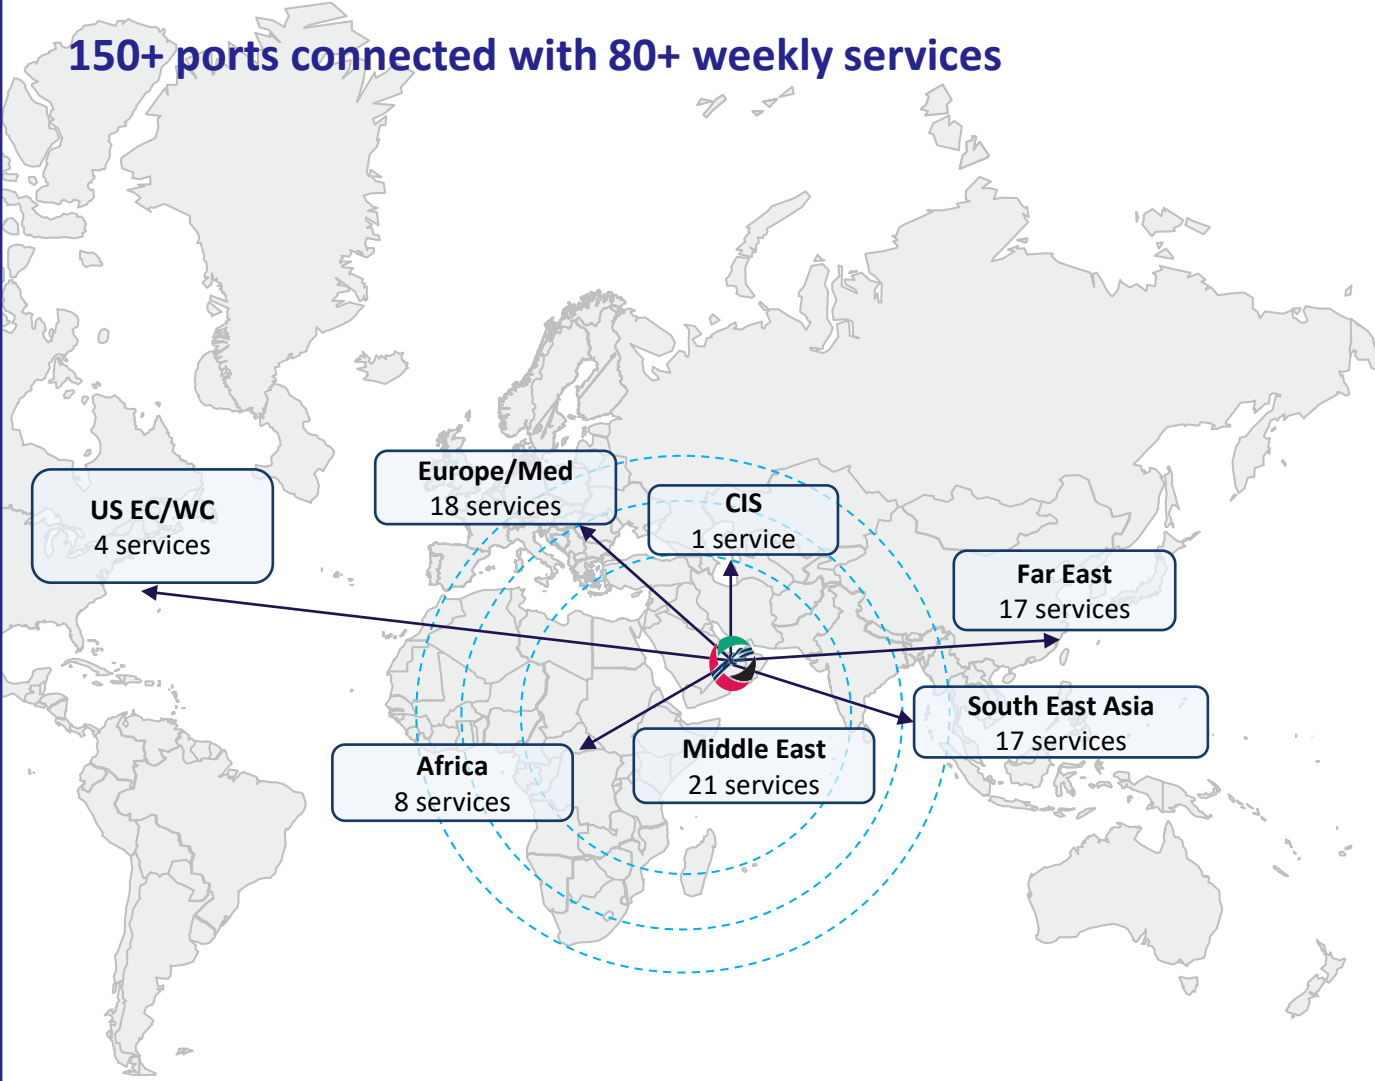 150+ ports connected with 80+ weekly services
Europe/Med
18 services
US EC/WC
4 services
CIS
1 service
Far East
17 services
South East Asia
17 services
Middle East
21 services
Africa
8 services